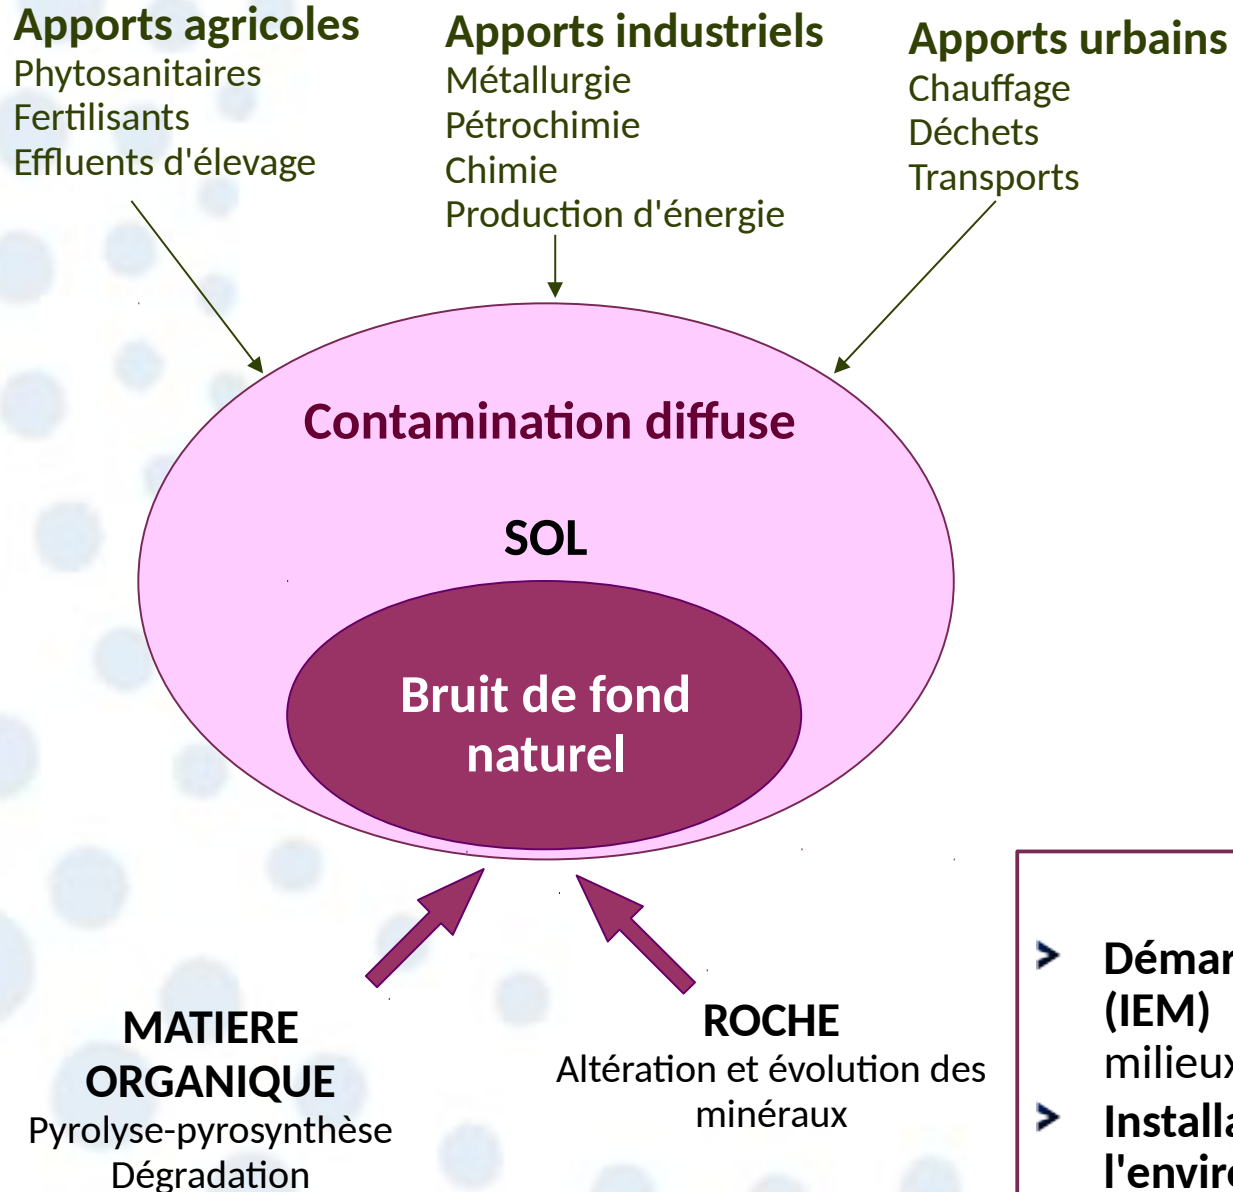 Apports agricoles
Phytosanitaires
Fertilisants
Effluents d'élevage
Apports industriels
Métallurgie
Pétrochimie
Chimie
Production d'énergie
Apports urbains
Chauffage
Déchets
Transports
Contamination diffuse
SOL
Bruit de fond
naturel
MATIERE
ORGANIQUE
Pyrolyse-pyrosynthèse
Dégradation
ROCHE
Altération et évolution des
minéraux
(IEM)
milieux